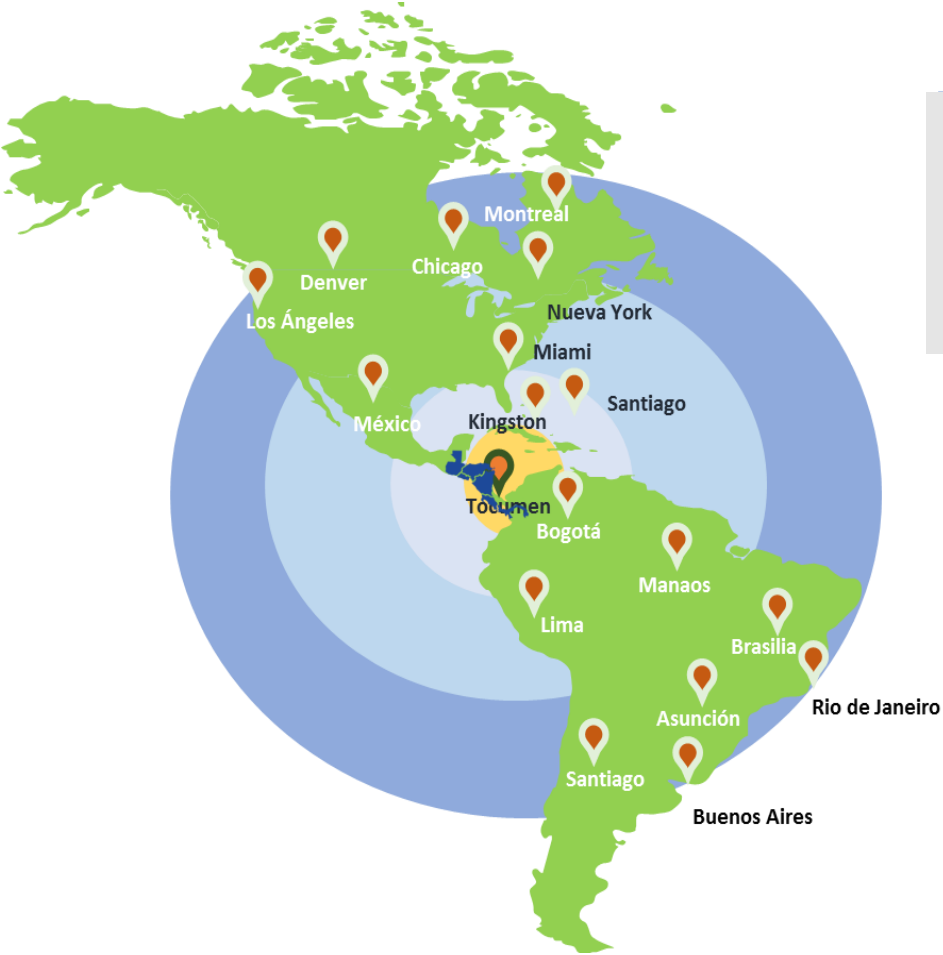 Montreal
Chicago
Denver
Nueva York
Los Ángeles
Miami
Santiago
Kingston
México
Tocumen
Bogotá
Manaos
Lima
Brasilia
Rio de Janeiro
Asunción
Santiago
Buenos Aires